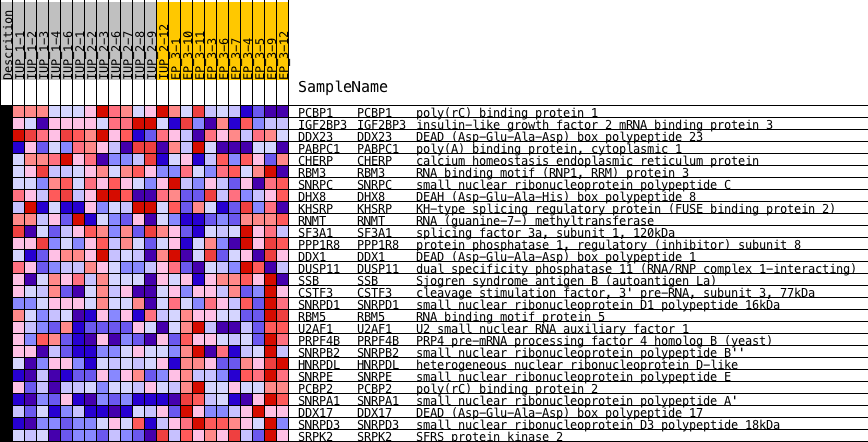 Descrition
IUP_1-1
IUP_1-2
IUP_1-3
IUP_1-4
IUP_1-6
IUP_2-1
IUP_2-2
IUP_2-3
IUP_2-6
IUP_2-7
IUP_2-8
IUP_2-9
IUP_2-12
EP_3-1
EP_3-10
EP_3-11
EP_3-3
EP_3-6
EP_3-7
EP_3-4
EP_3-5
EP_3-9
EP_3-12
SampleName
PCBP1 PCBP1 poly(rC) binding protein 1
IGF2BP3 IGF2BP3 insulin-like growth factor 2 mRNA binding protein 3
DDX23 DDX23 DEAD (Asp-Glu-Ala-Asp) box polypeptide 23
PABPC1 PABPC1 poly(A) binding protein, cytoplasmic 1
CHERP CHERP calcium homeostasis endoplasmic reticulum protein
RBM3 RBM3 RNA binding motif (RNP1, RRM) protein 3
SNRPC SNRPC small nuclear ribonucleoprotein polypeptide C
DHX8 DHX8 DEAH (Asp-Glu-Ala-His) box polypeptide 8
KHSRP KHSRP KH-type splicing regulatory protein (FUSE binding protein 2)
RNMT RNMT RNA (guanine-7-) methyltransferase
SF3A1 SF3A1 splicing factor 3a, subunit 1, 120kDa
PPP1R8 PPP1R8 protein phosphatase 1, regulatory (inhibitor) subunit 8
DDX1 DDX1 DEAD (Asp-Glu-Ala-Asp) box polypeptide 1
DUSP11 DUSP11 dual specificity phosphatase 11 (RNA/RNP complex 1-interacting)
SSB SSB Sjogren syndrome antigen B (autoantigen La)
CSTF3 CSTF3 cleavage stimulation factor, 3' pre-RNA, subunit 3, 77kDa
SNRPD1 SNRPD1 small nuclear ribonucleoprotein D1 polypeptide 16kDa
RBM5 RBM5 RNA binding motif protein 5
U2AF1 U2AF1 U2 small nuclear RNA auxiliary factor 1
PRPF4B PRPF4B PRP4 pre-mRNA processing factor 4 homolog B (yeast)
SNRPB2 SNRPB2 small nuclear ribonucleoprotein polypeptide B''
HNRPDL HNRPDL heterogeneous nuclear ribonucleoprotein D-like
SNRPE SNRPE small nuclear ribonucleoprotein polypeptide E
PCBP2 PCBP2 poly(rC) binding protein 2
SNRPA1 SNRPA1 small nuclear ribonucleoprotein polypeptide A'
DDX17 DDX17 DEAD (Asp-Glu-Ala-Asp) box polypeptide 17
SNRPD3 SNRPD3 small nuclear ribonucleoprotein D3 polypeptide 18kDa
SRPK2 SRPK2 SFRS protein kinase 2